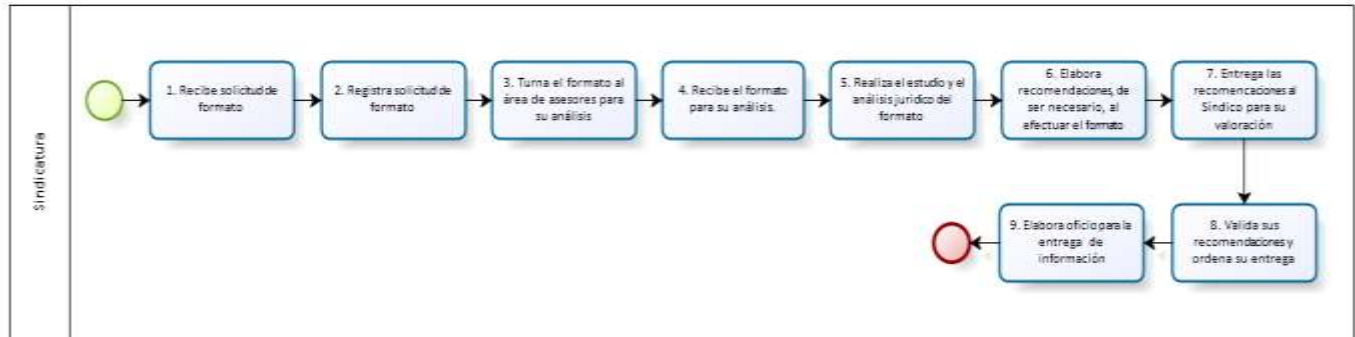 Sindicatura
1. Recibe solicitud de
formato
2. Registra solicitud de
formato
3. Turna el formato al
área de asesores para
su análisis
4. Recibe el formato
para su análisis.
5. Realiza el estudio y el
análisis jurídico del
formato
6. Elabora
recomendaciones, de
ser necesario, al
efectuar el formato
7. Entrega las
recomencaciones al
Síndico para su
valoración
8. Valida sus
recomendaciones y
ordena su entrega
9. Elabora oficio para la
entrega de
información